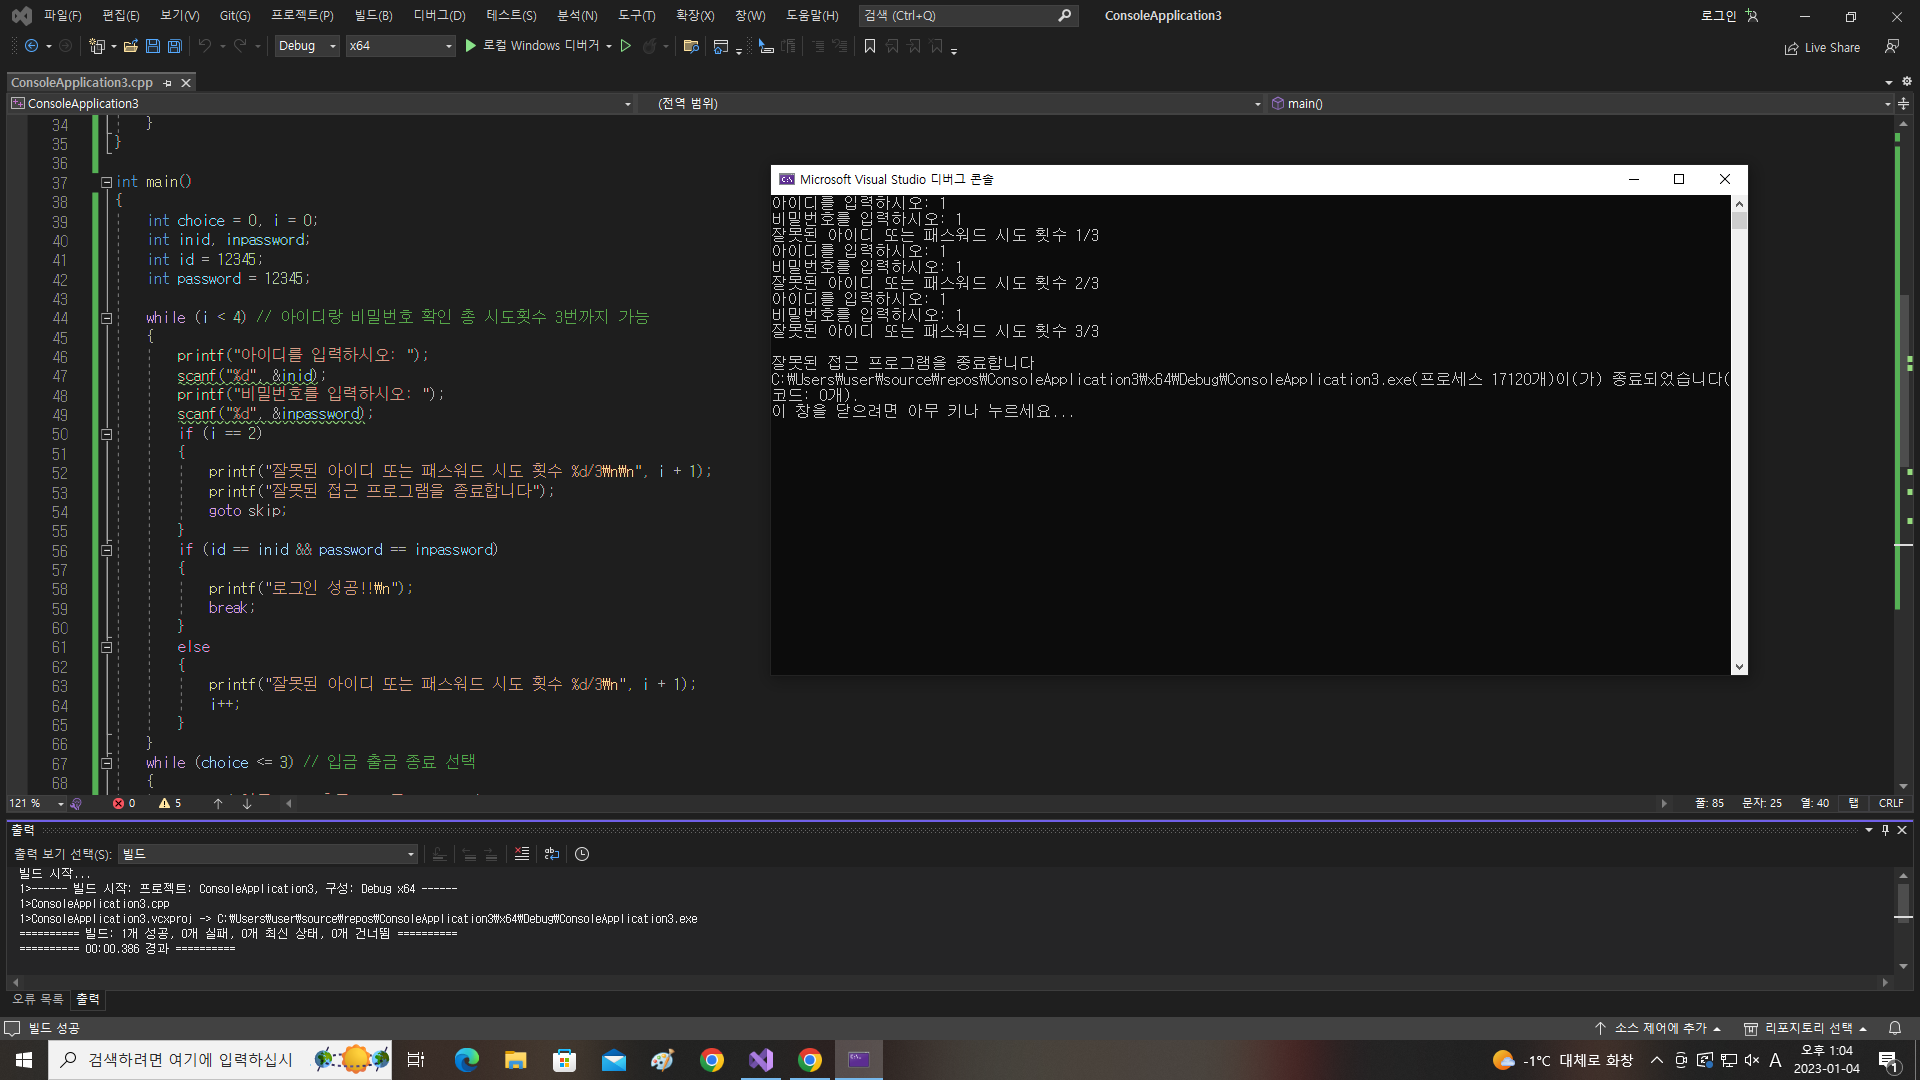 파일(F) 편집(E) 보기(V) Git(G) 프로젝트(P) 빌드(B) 디버그(D) 테스트(S) 분석(N) 도구(T) 확장(X) 창(W) 도움말(H) 검색 (Ctrl+Q) ConsoleApplication3 로그인
Debug x64 로컬 Windows 디버거 Live Share
ConsoleApplication3.cpp
ConsoleApplication3 (전역 범위) main()
34 }
35 }
36
37 int main()
38 {
39 int choice = 0, i = 0;
40 int inid, inpassword;
41 int id = 12345;
42 int password = 12345;
43
44 while (i < 4) // 아이디랑 비밀번호 확인 총 시도횟수 3번까지 가능
45 {
46 printf("아이디를 입력하시오: ");
47 scanf("%d", &inid);
48 printf("비밀번호를 입력하시오: ");
49 scanf("%d", &inpassword);
50 if (i == 2)
51 {
52 printf("잘못된 아이디 또는 패스워드 시도 횟수 %d/3₩n₩n", i + 1);
53 printf("잘못된 접근 프로그램을 종료합니다");
54 goto skip;
55 }
56 if (id == inid && password == inpassword)
57 {
58 printf("로그인 성공!!₩n");
59 break;
60 }
61 else
62 {
63 printf("잘못된 아이디 또는 패스워드 시도 횟수 %d/3₩n", i + 1);
64 i++;
65 }
66 }
67 while (choice <= 3) // 입금 출금 종료 선택
68 {
Microsoft Visual Studio 디버그 콘솔
아이디를 입력하시오: 1
비밀번호를 입력하시오: 1
잘못된 아이디 또는 패스워드 시도 횟수 1/3
아이디를 입력하시오: 1
비밀번호를 입력하시오: 1
잘못된 아이디 또는 패스워드 시도 횟수 2/3
아이디를 입력하시오: 1
비밀번호를 입력하시오: 1
잘못된 아이디 또는 패스워드 시도 횟수 3/3
잘못된 접근 프로그램을 종료합니다
C:₩Users₩user₩source₩repos₩ConsoleApplication3₩x64₩Debug₩ConsoleApplication3.exe(프로세스 17120개)이(가) 종료되었습니다(
코드: 0개).
이 창을 닫으려면 아무 키나 누르세요...
121 % 0 5 줄: 85 문자: 25 열: 40 탭 CRLF
출력
출력 보기 선택(S): 빌드
빌드 시작...
1>------ 빌드 시작: 프로젝트: ConsoleApplication3, 구성: Debug x64 ------
1>ConsoleApplication3.cpp
1>ConsoleApplication3.vcxproj -> C:₩Users₩user₩source₩repos₩ConsoleApplication3₩x64₩Debug₩ConsoleApplication3.exe
========== 빌드: 1개 성공, 0개 실패, 0개 최신 상태, 0개 건너뜀 ==========
========== 00:00.386 경과 ==========
오류 목록 출력
빌드 성공 소스 제어에 추가 리포지토리 선택
검색하려면 여기에 입력하십시 -1°C 대체로 화창 A 오후 1:04
2023-01-04 1